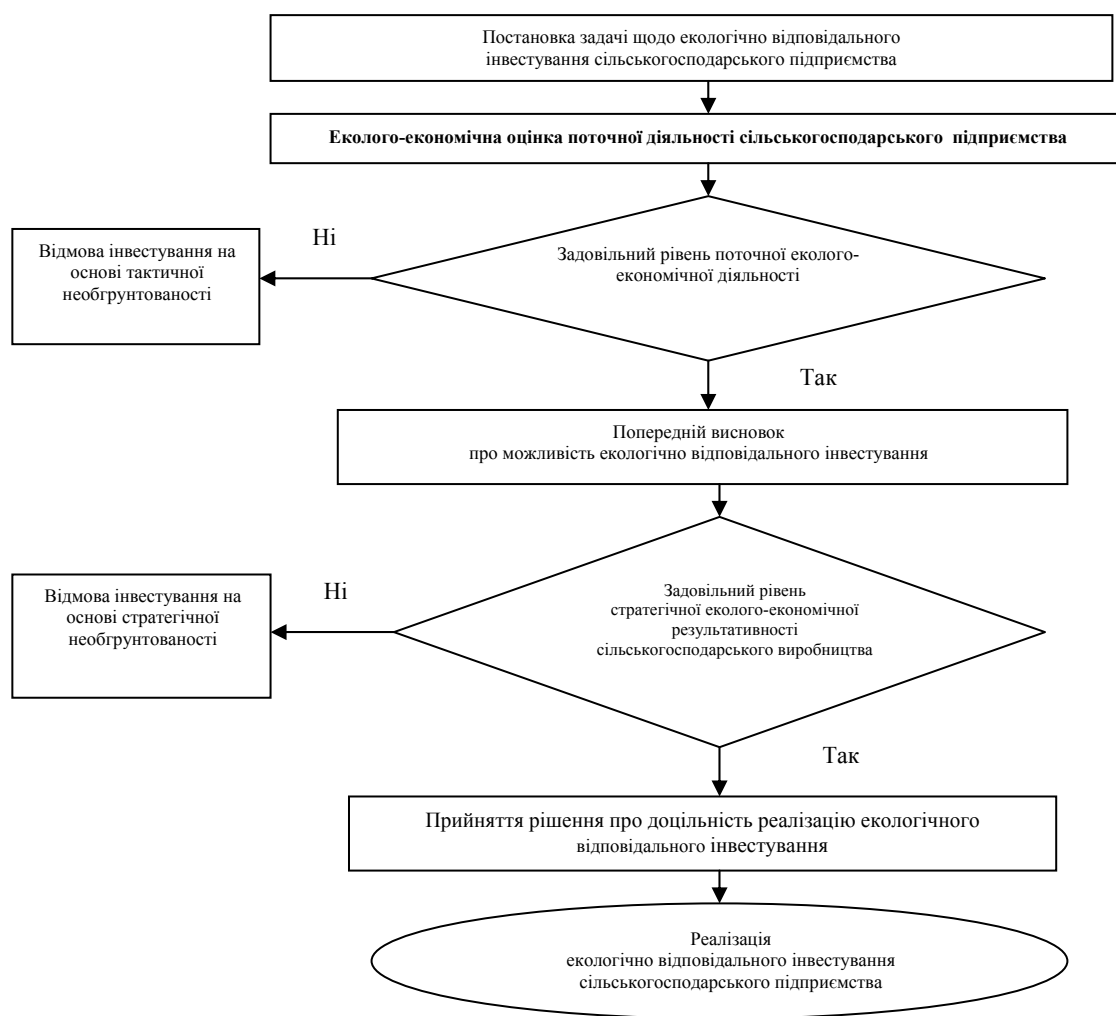 Постановка задачі щодо екологічно відповідального
інвестування сільськогосподарського підприємства
Еколого-економічна оцінка поточної діяльності сільськогосподарського підприємства
Ні
Відмова інвестування на
основі тактичної
необгрунтованості
Задовільний рівень поточної еколого-
економічної діяльності
Так
Попередній висновок
про можливість екологічно відповідального інвестування
Ні
Відмова інвестування на
основі стратегічної
необгрунтованості
Задовільний рівень
стратегічної еколого-економічної
результативності
сільськогосподарського виробництва
Так
Прийняття рішення про доцільність реалізацію екологічного
відповідального інвестування
Реалізація
екологічно відповідального інвестування
сільськогосподарського підприємства